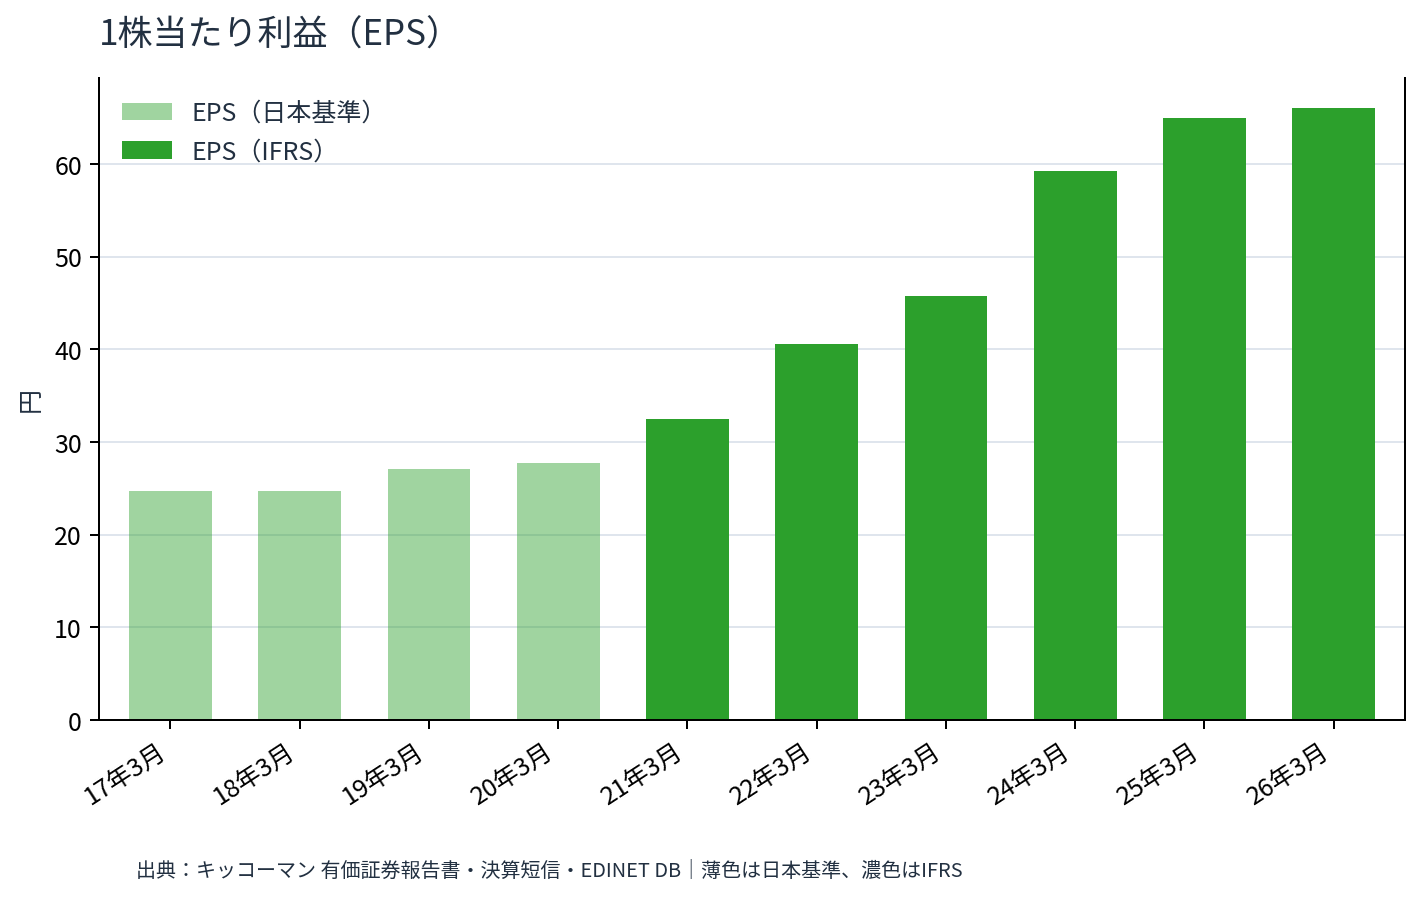 1株当たり利益（EPS）
EPS（日本基準）
EPS（IFRS）
円
60
50
40
30
20
10
0
17年3月
18年3月
19年3月
20年3月
21年3月
22年3月
23年3月
24年3月
25年3月
26年3月
出典：キッコーマン 有価証券報告書・決算短信・EDINET DB｜薄色は日本基準、濃色はIFRS